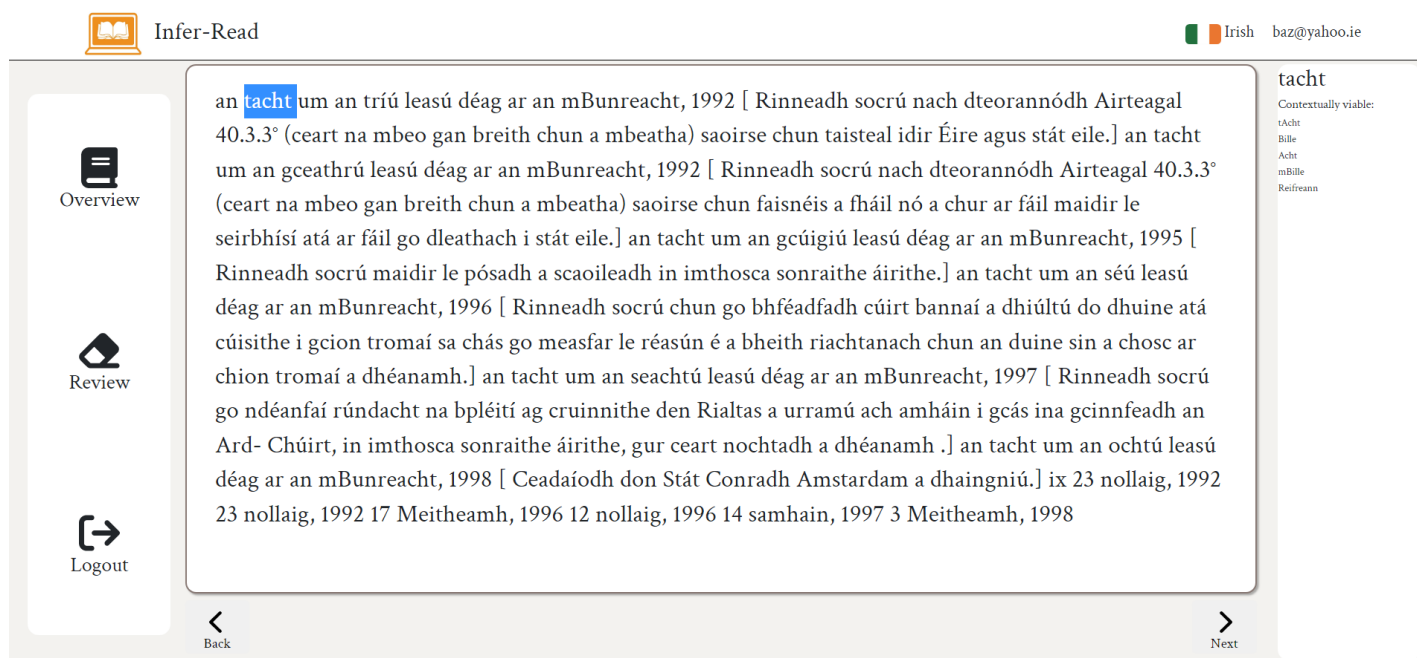 Infer-Read
Irish baz@yahoo.ie
Overview
Review
Logout
an tacht um an tríú leasú déag ar an mBunreacht, 1992 [ Rinneadh socrú nach dteorannódh Airteagal
40.3.3° (ceart na mbeo gan breith chun a mbeatha) saoirse chun taisteal idir Éire agus stát eile.] an tacht
um an gceathrú leasú déag ar an mBunreacht, 1992 [ Rinneadh socrú nach dteorannódh Airteagal 40.3.3°
(ceart na mbeo gan breith chun a mbeatha) saoirse chun faisnéis a fháil nó a chur ar fáil maidir le
seirbhísí atá ar fáil go dleathach i stát eile.] an tacht um an gcúigiú leasú déag ar an mBunreacht, 1995 [
Rinneadh socrú maidir le pósadh a scaoileadh in imthosca sonraithe áirithe.] an tacht um an séú leasú
déag ar an mBunreacht, 1996 [ Rinneadh socrú chun go bhféadfadh cúirt bannaí a dhiúltú do dhuine atá
cúisithe i gcion tromaí sa chás go measfar le réasún é a bheith riachtanach chun an duine sin a chosc ar
chion tromaí a dhéanamh.] an tacht um an seachtú leasú déag ar an mBunreacht, 1997 [ Rinneadh socrú
go ndéanfaí rúndacht na bpléití ag cruinnithe den Rialtas a urramú ach amháin i gcás ina gcinnfeadh an
Ard- Chúirt, in imthosca sonraithe áirithe, gur ceart nochtadh a dhéanamh .] an tacht um an ochtú leasú
déag ar an mBunreacht, 1998 [ Ceadaíodh don Stát Conradh Amstardam a dhaingniú.] ix 23 nollaig, 1992
23 nollaig, 1992 17 Meitheamh, 1996 12 nollaig, 1996 14 samhain, 1997 3 Meitheamh, 1998
Back
Next
tacht
Contextually viable:
tAcht
Bille
Acht
mBille
Reifreann